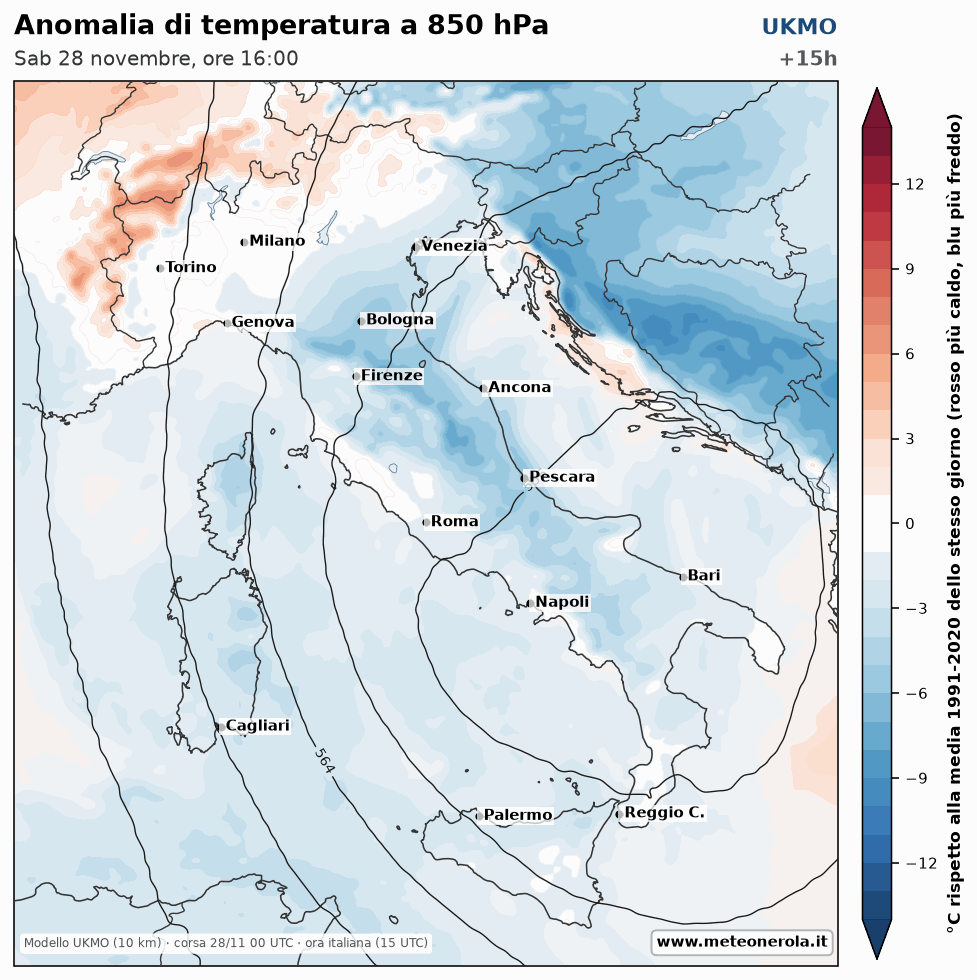 Anomalia di temperatura a 850 hPa
UKMO
Sab 28 novembre, ore 16:00
+15h
Milano
Venezia
Torino
Genova
Bologna
Firenze
Ancona
Pescara
Roma
Bari
Napoli
Cagliari
564
Palermo
Reggio C.
Modello UKMO (10 km) · corsa 28/11 00 UTC · ora italiana (15 UTC)
www.meteonerola.it
12
9
6
3
0
−3
−6
−9
−12
°C rispetto alla media 1991-2020 dello stesso giorno (rosso più caldo, blu più freddo)